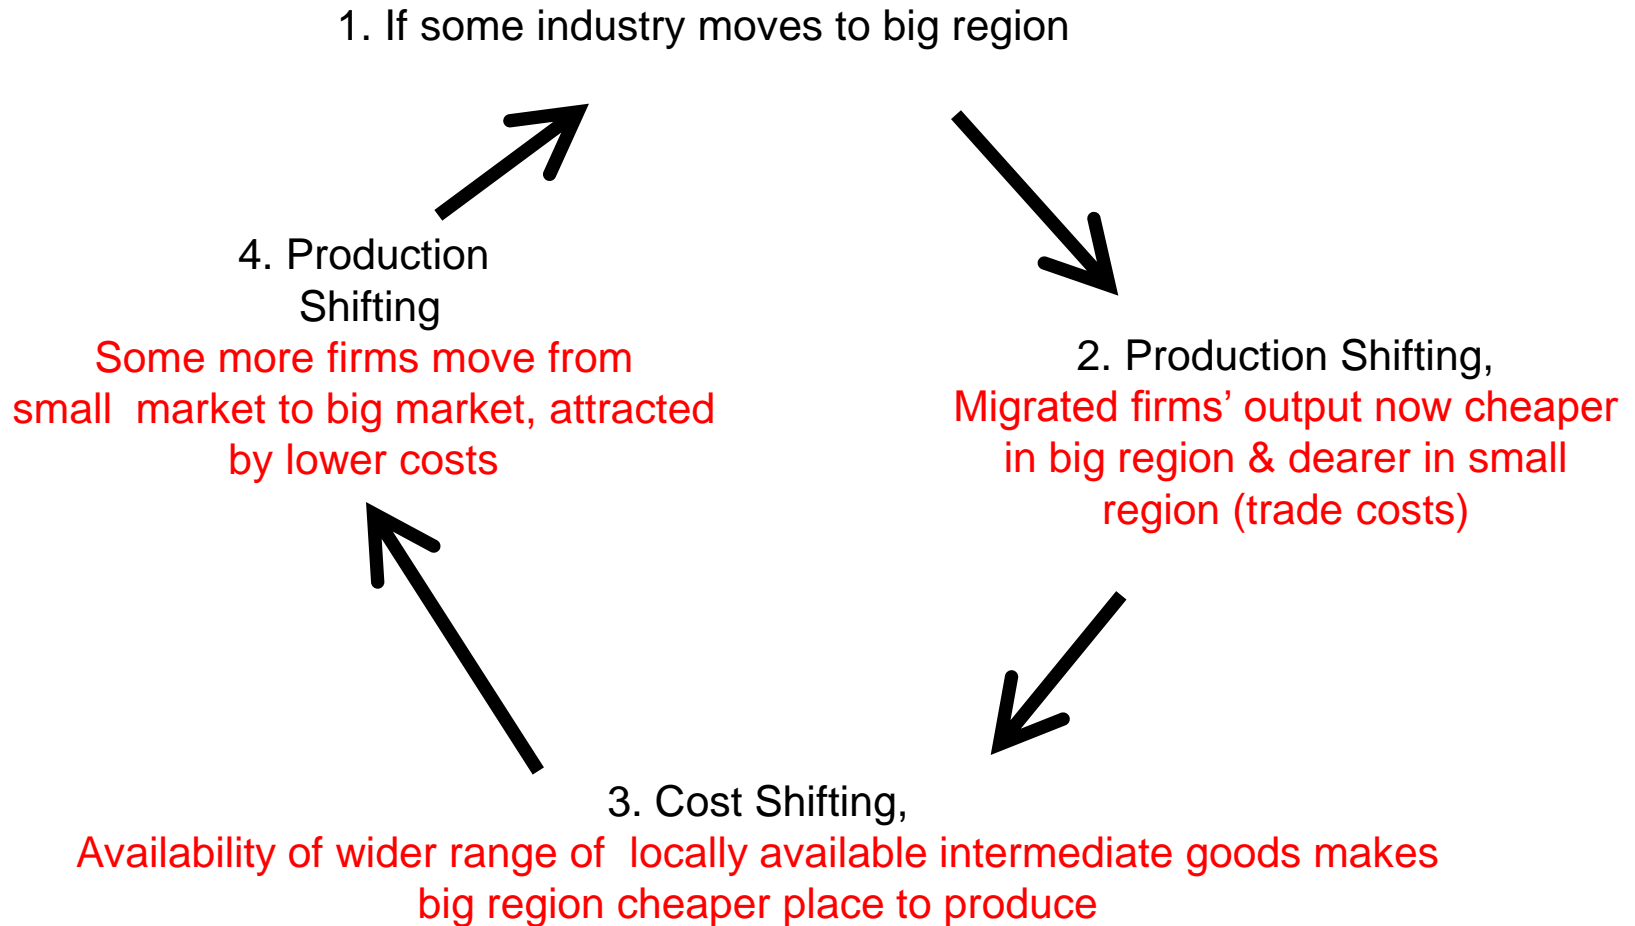 1. If some industry moves to big region
2. Production Shifting,
Migrated firms’ output now cheaper
in big region & dearer in small
region (trade costs)
3. Cost Shifting,
Availability of wider range of  locally available intermediate goods makes
big region cheaper place to produce
4. Production
Shifting
Some more firms move from
small  market to big market, attracted
by lower costs